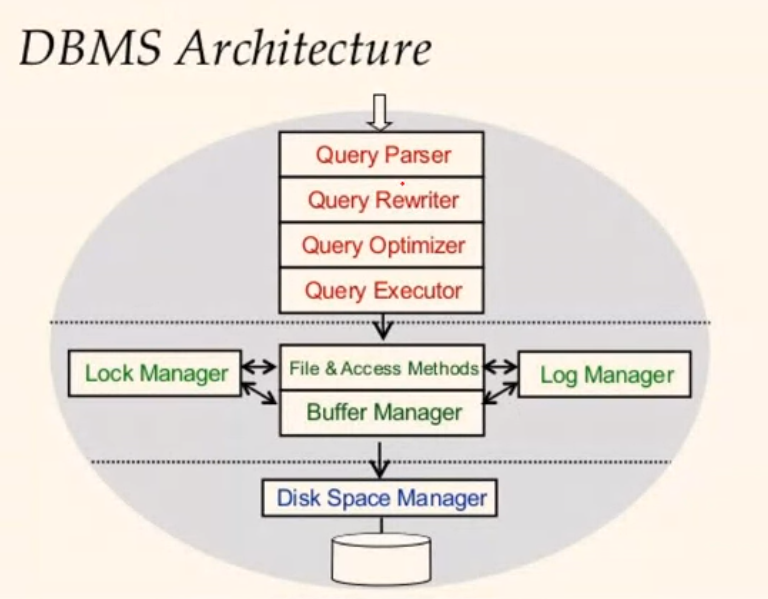 DBMS Architecture
Query Parser
Query Rewriter
Query Optimizer
Query Executor
Lock Manager
File & Access Methods
Log Manager
Buffer Manager
Disk Space Manager